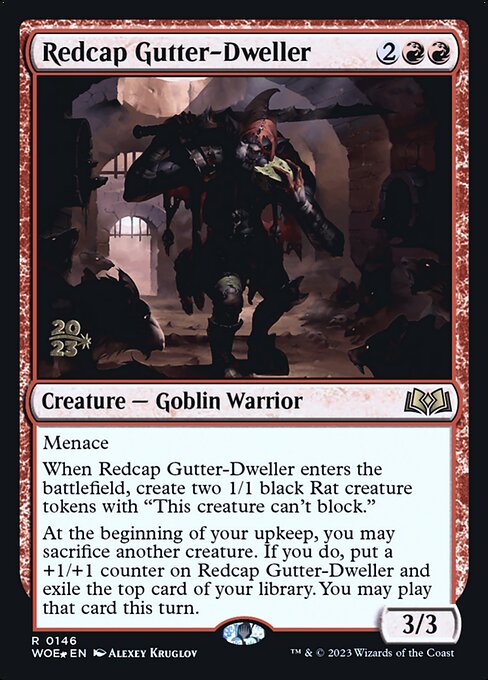 Redcap Gutter-Dweller 2
20
23
Creature — Goblin Warrior
Menace
When Redcap Gutter-Dweller enters the
battlefield, create two 1/1 black Rat creature
tokens with “This creature can’t block.”
At the beginning of your upkeep, you may
sacrifice another creature. If you do, put a
+1/+1 counter on Redcap Gutter-Dweller and
exile the top card of your library. You may play
that card this turn.
3/3
R 0146
WOE★EN ALEXEY KRUGLOV
™ & © 2023 Wizards of the Coast